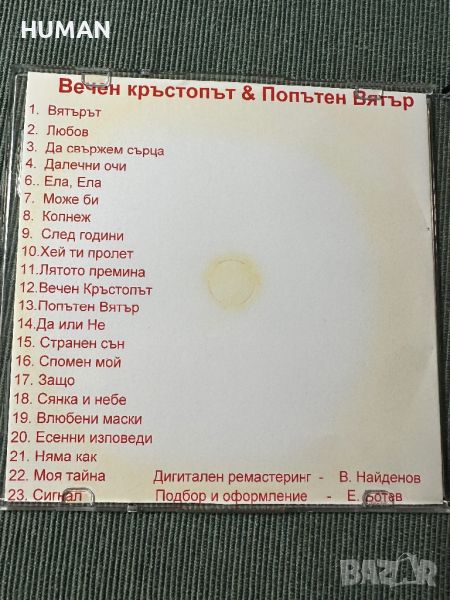 HUMAN
Вечен кръстопът & Попътен Вятър
1. Вятърът
2. Любов
3. Да свържем сърца
4. Далечни очи
6.. Ела, Ела
7. Може би
8. Копнеж
9. След години
10.Хей ти пролет
11.Лятото премина
12.Вечен Кръстопът
13.Попътен Вятър
14.Да или Не
15. Странен сън
16. Спомен мой
17. Защо
18. Сянка и небе
19. Влюбени маски
20. Есенни изповеди
21. Няма как
22. Моя тайна Дигитален ремастеринг - В. Найденов
23. Сигнал Подбор и оформление - Е. Ботев
BAZAR